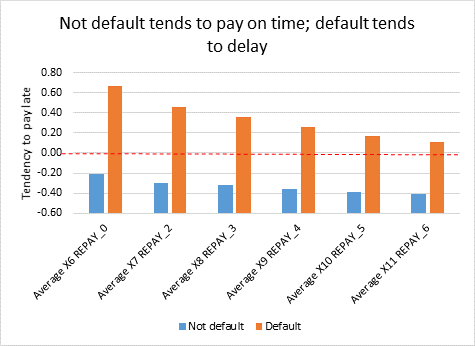 Not default tends to pay on time; default tends
to delay
Tendency to pay late
0.80
0.60
0.40
0.20
0.00
-0.20
-0.40
-0.60
Average X6 REPAY_0
Average X7 REPAY_2
Average X8 REPAY_3
Average X9 REPAY_4
Average X10 REPAY_5
Average X11 REPAY_6
Not default
Default